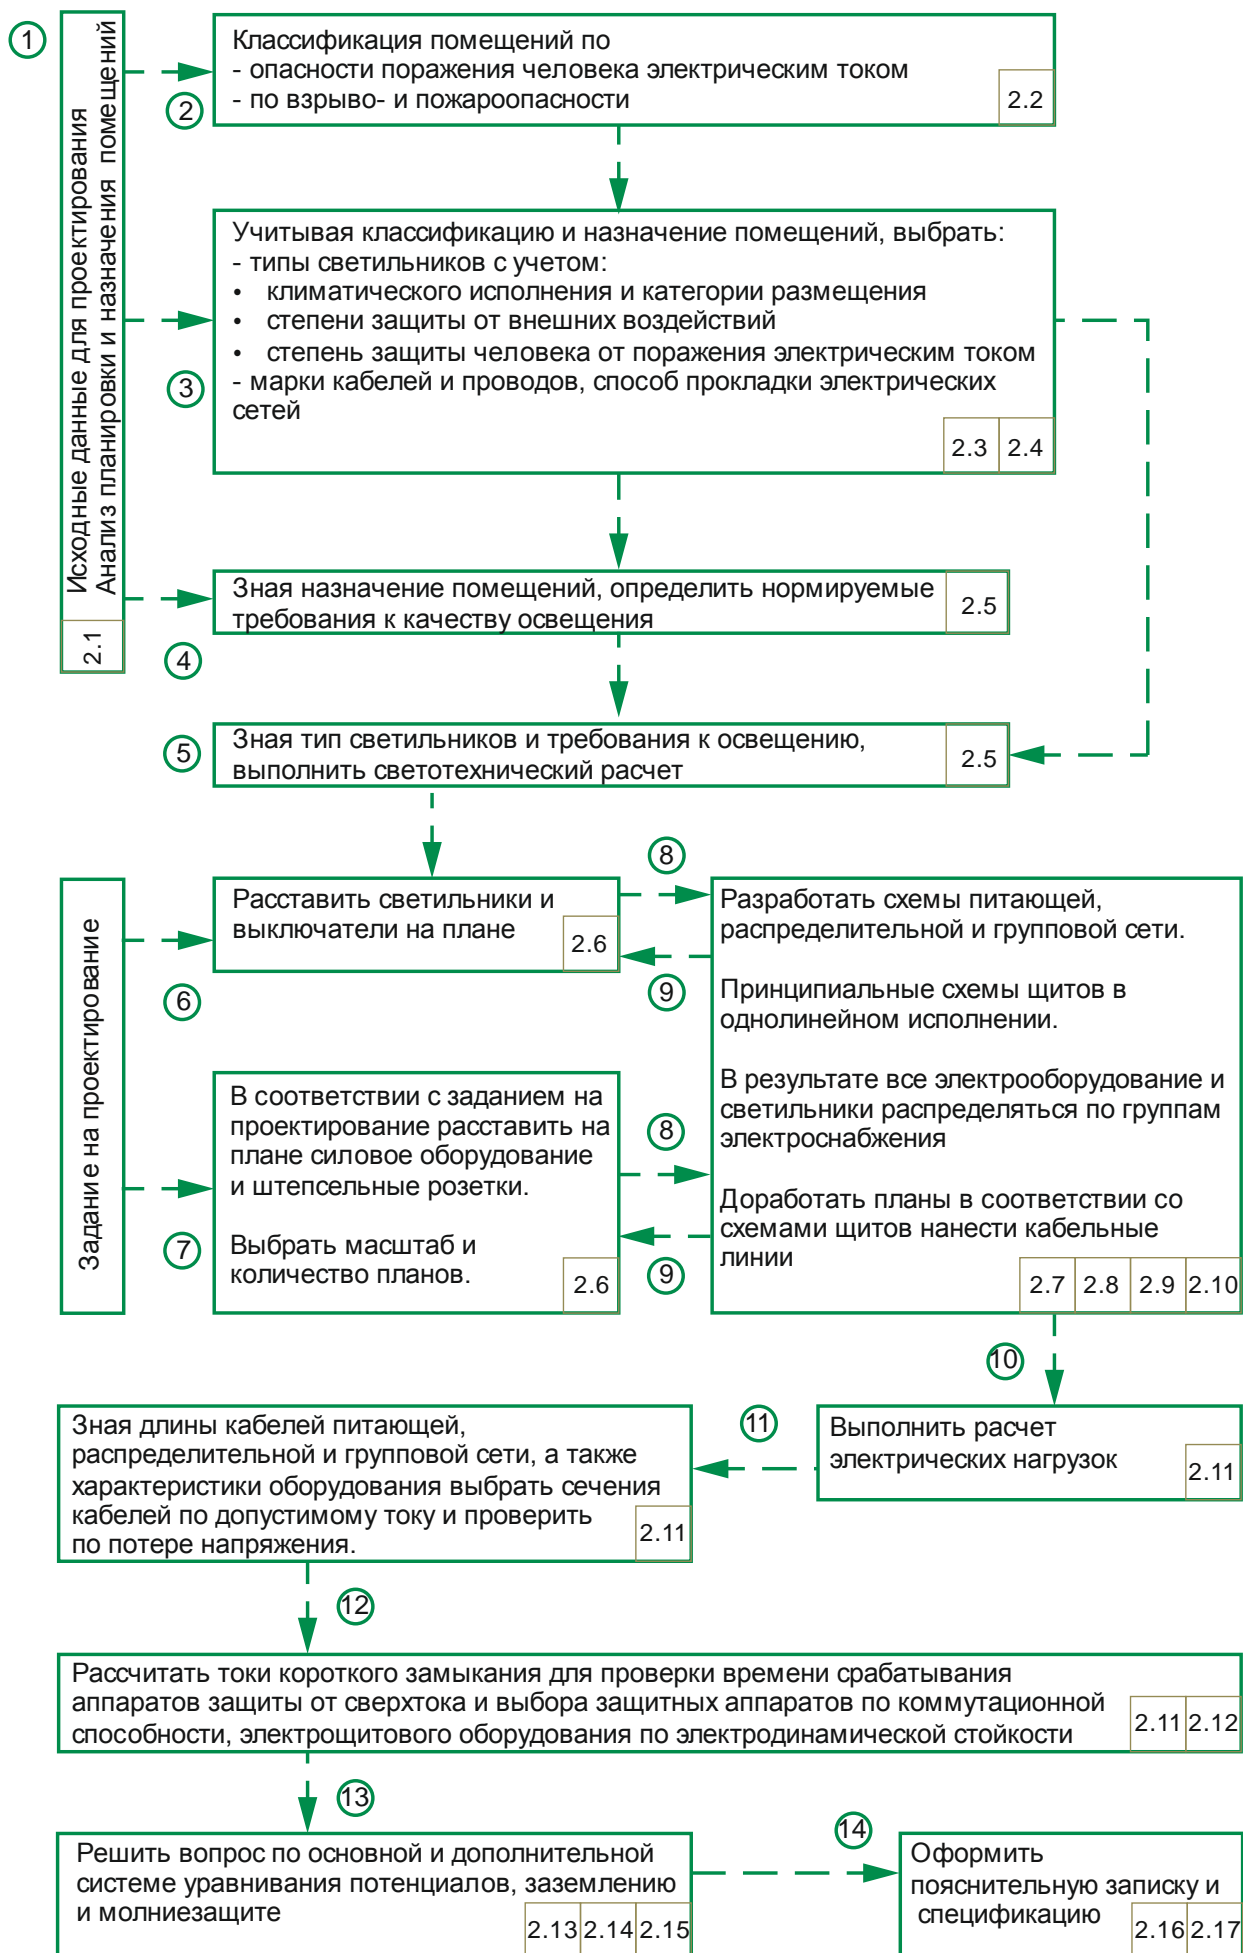 1
Исходные данные для проектирования
Анализ планировки и назначения помещений
2.1
Классификация помещений по
- опасности поражения человека электрическим током
- по взрыво- и пожароопасности
2.2
2
Учитывая классификацию и назначение помещений, выбрать:
- типы светильников с учетом:
• климатического исполнения и категории размещения
• степени защиты от внешних воздействий
• степень защиты человека от поражения электрическим током
- марки кабелей и проводов, способ прокладки электрических
сетей
2.3 2.4
3
Зная назначение помещений, определить нормируемые
требования к качеству освещения
2.5
4
5
Зная тип светильников и требования к освещению,
выполнить светотехнический расчет
2.5
Задание на проектирование
Расставить светильники и
выключатели на плане
2.6
6
8
9
В соответствии с заданием на
проектирование расставить на
плане силовое оборудование
и штепсельные розетки.
Выбрать масштаб и
количество планов.
2.6
7
8
9
Разработать схемы питающей,
распределительной и групповой сети.
Принципиальные схемы щитов в
однолинейном исполнении.
В результате все электрооборудование и
светильники распределяться по группам
электроснабжения
Доработать планы в соответствии со
схемами щитов нанести кабельные
линии
2.7 2.8 2.9 2.10
10
Выполнить расчет
электрических нагрузок
2.11
11
Зная длины кабелей питающей,
распределительной и групповой сети, а также
характеристики оборудования выбрать сечения
кабелей по допустимому току и проверить
по потере напряжения.
2.11
12
Рассчитать токи короткого замыкания для проверки времени срабатывания
аппаратов защиты от сверхтока и выбора защитных аппаратов по коммутационной
способности, электрощитового оборудования по электродинамической стойкости
2.11 2.12
13
Решить вопрос по основной и дополнительной
системе уравнивания потенциалов, заземлению
и молниезащите
2.13 2.14 2.15
14
Оформить
пояснительную записку и
спецификацию
2.16 2.17